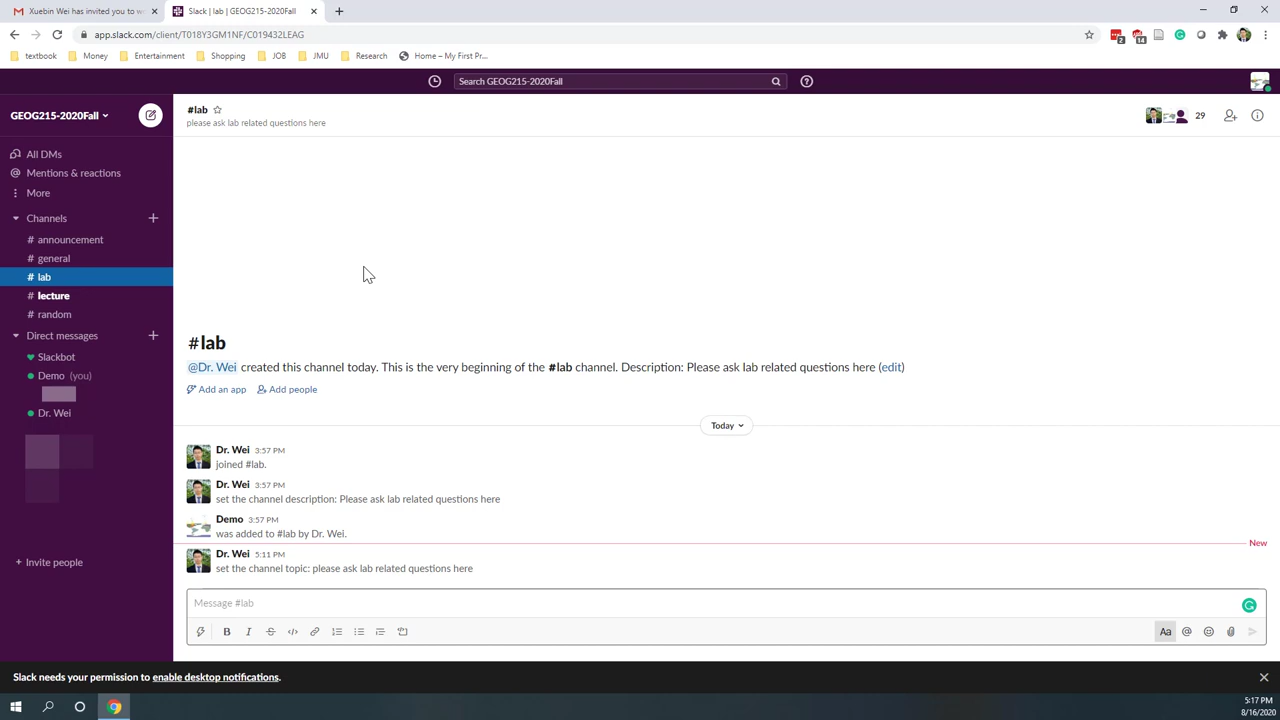 Xuebin Wei has invited you to w
Slack | lab | GEOG215-2020Fall
app.slack.com/client/T018Y3GM1NF/C019432LEAG
2
14
textbook
Money
Entertainment
Shopping
JOB
JMU
Research
Home – My First Pr...
Search GEOG215-2020Fall
GEOG215-2020Fall
#lab
please ask lab related questions here
29
All DMs
Mentions & reactions
More
Channels
# announcement
# general
# lab
# lecture
# random
Direct messages
Slackbot
Demo (you)
Dr. Wei
+ Invite people
#lab
@Dr. Wei created this channel today. This is the very beginning of the #lab channel. Description: Please ask lab related questions here (edit)
Add an app
Add people
Today
Dr. Wei 3:57 PM
joined #lab.
Dr. Wei 3:57 PM
set the channel description: Please ask lab related questions here
Demo 3:57 PM
was added to #lab by Dr. Wei.
New
Dr. Wei 5:11 PM
set the channel topic: please ask lab related questions here
Message #lab
B I S </> Aa @
Slack needs your permission to enable desktop notifications.
5:17 PM
8/16/2020